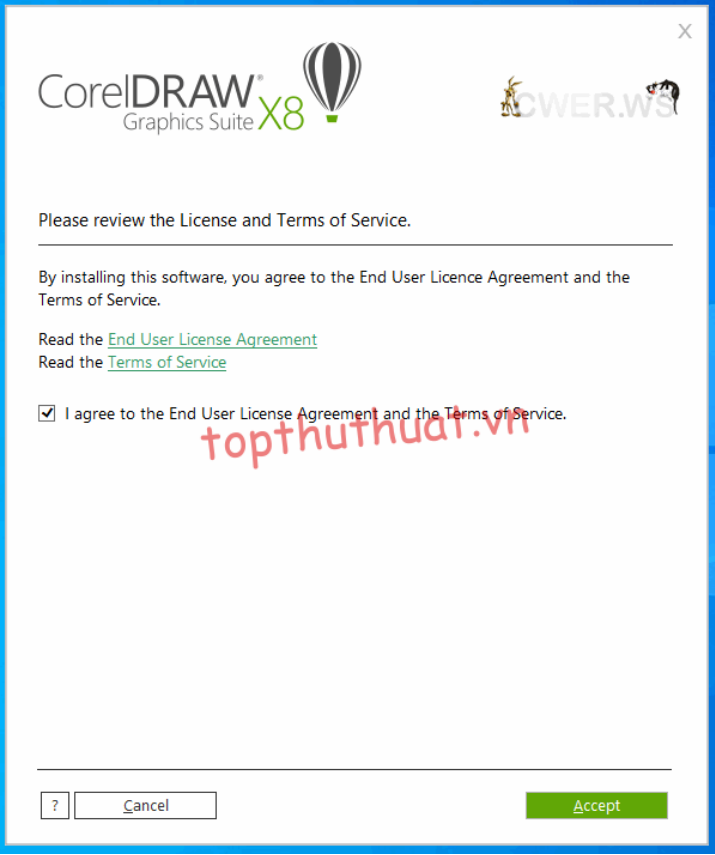 X
CorelDRAW® X8
Graphics Suite
CWER.WS
Please review the License and Terms of Service.
By installing this software, you agree to the End User Licence Agreement and the
Terms of Service.
Read the End User License Agreement
Read the Terms of Service
I agree to the End User License Agreement and the Terms of Service.
topthuthuat.vn
?
Cancel
Accept